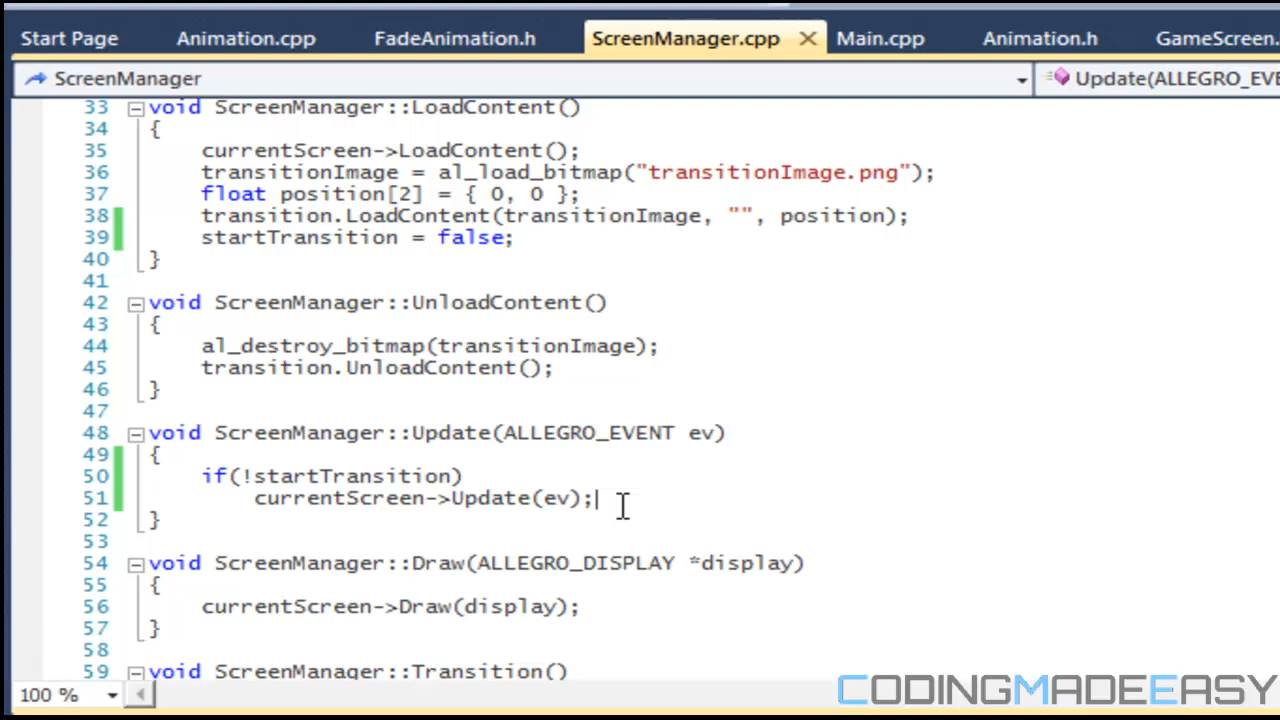 Start Page Animation.cpp FadeAnimation.h ScreenManager.cpp Main.cpp Animation.h GameScreen.
ScreenManager Update(ALLEGRO_EVE
33 void ScreenManager::LoadContent()
34 {
35 currentScreen->LoadContent();
36 transitionImage = al_load_bitmap("transitionImage.png");
37 float position[2] = { 0, 0 };
38 transition.LoadContent(transitionImage, "", position);
39 startTransition = false;
40 }
41
42 void ScreenManager::UnloadContent()
43 {
44 al_destroy_bitmap(transitionImage);
45 transition.UnloadContent();
46 }
47
48 void ScreenManager::Update(ALLEGRO_EVENT ev)
49 {
50 if(!startTransition)
51 currentScreen->Update(ev);
52 }
53
54 void ScreenManager::Draw(ALLEGRO_DISPLAY *display)
55 {
56 currentScreen->Draw(display);
57 }
58
59 void ScreenManager::Transition()
100 %
CODINGMADEEASY